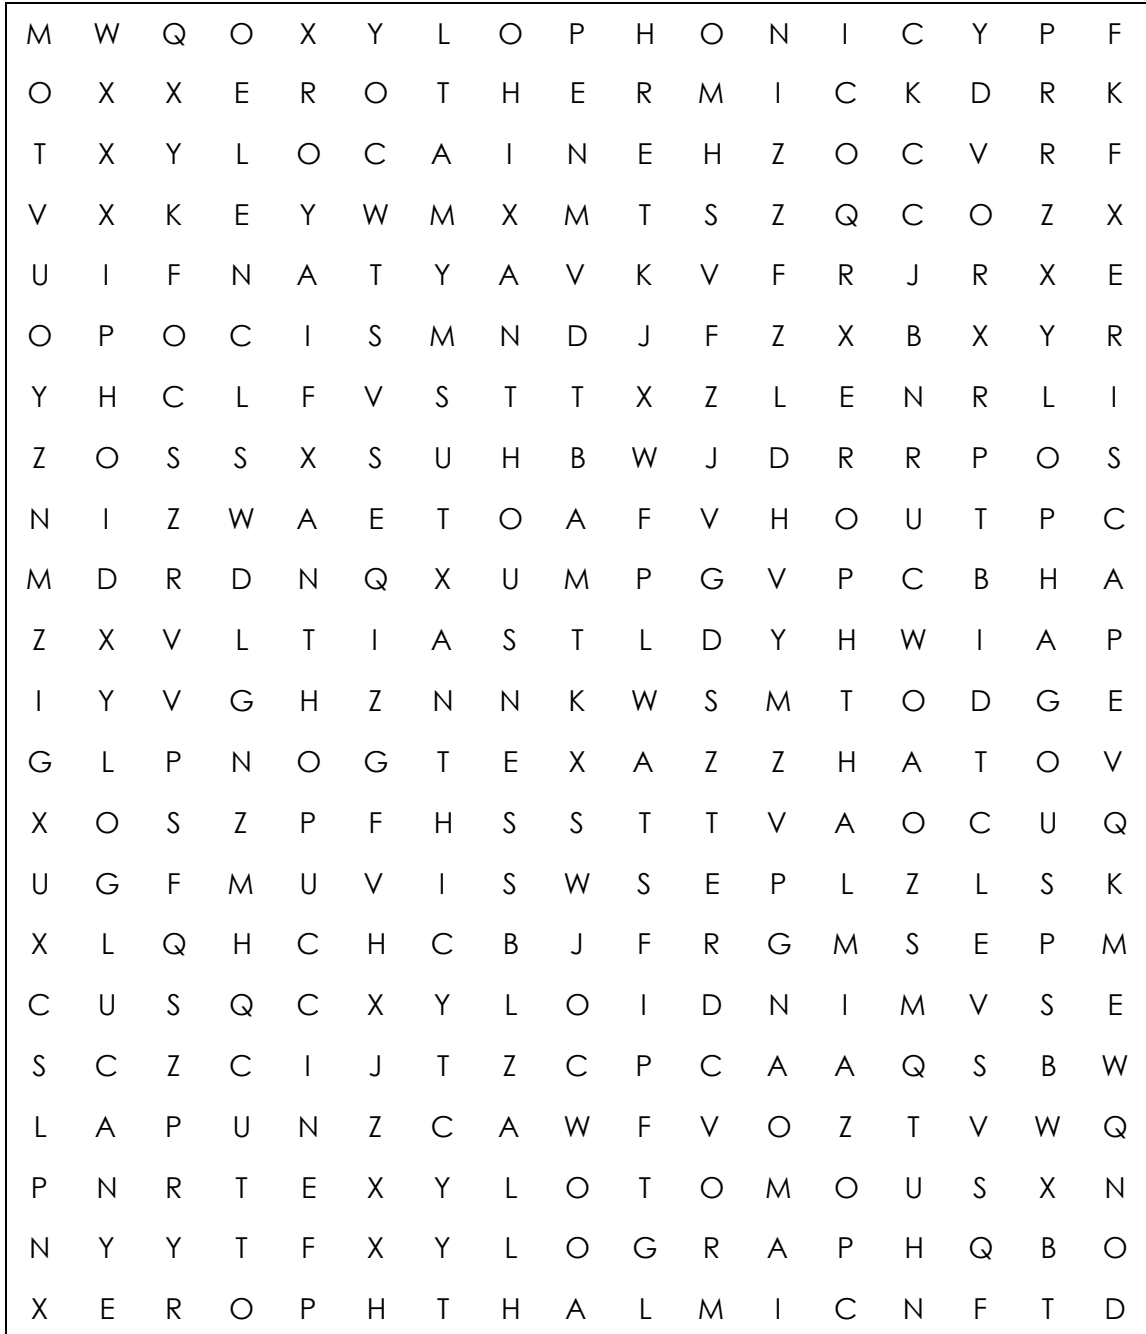 M W Q O X Y L O P H O N I C Y P F
O X X E R O T H E R M I C K D R K
T X Y L O C A I N E H Z O C V R F
V X K E Y W M X M T S Z Q C O Z X
U I F N A T Y A V K V F R J R X E
O P O C I S M N D J F Z X B X Y R
Y H C L F V S T T X Z L E N R L I
Z O S S X S U H B W J D R R P O S
N I Z W A E T O A F V H O U T P C
M D R D N Q X U M P G V P C B H A
Z X V L T I A S T L D Y H W I A P
I Y V G H Z N N K W S M T O D G E
G L P N O G T E X A Z Z H A T O V
X O S Z P F H S S T T V A O C U Q
U G F M U V I S W S E P L Z L S K
X L Q H C H C B J F R G M S E P M
C U S Q C X Y L O I D N I M V S E
S C Z C I J T Z C P C A A Q S B W
L A P U N Z C A W F V O Z T V W Q
P N R T E X Y L O T O M O U S X N
N Y Y T F X Y L O G R A P H Q B O
X E R O P H T H A L M I C N F T D